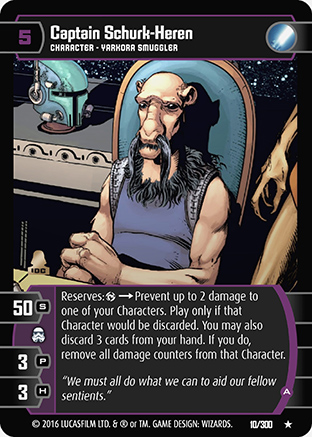 5 Captain Schurk-Heren
CHARACTER - YARKORA SMUGGLER
IDC
50 S
3 P
3 H
Reserves: → Prevent up to 2 damage to
one of your Characters. Play only if that
Character would be discarded. You may also
discard 3 cards from your hand. If you do,
remove all damage counters from that Character.
“We must all do what we can to aid our fellow
sentients.”
A
© 2016 LUCASFILM LTD. & ® or TM. GAME DESIGN: WIZARDS. 10/300 ★